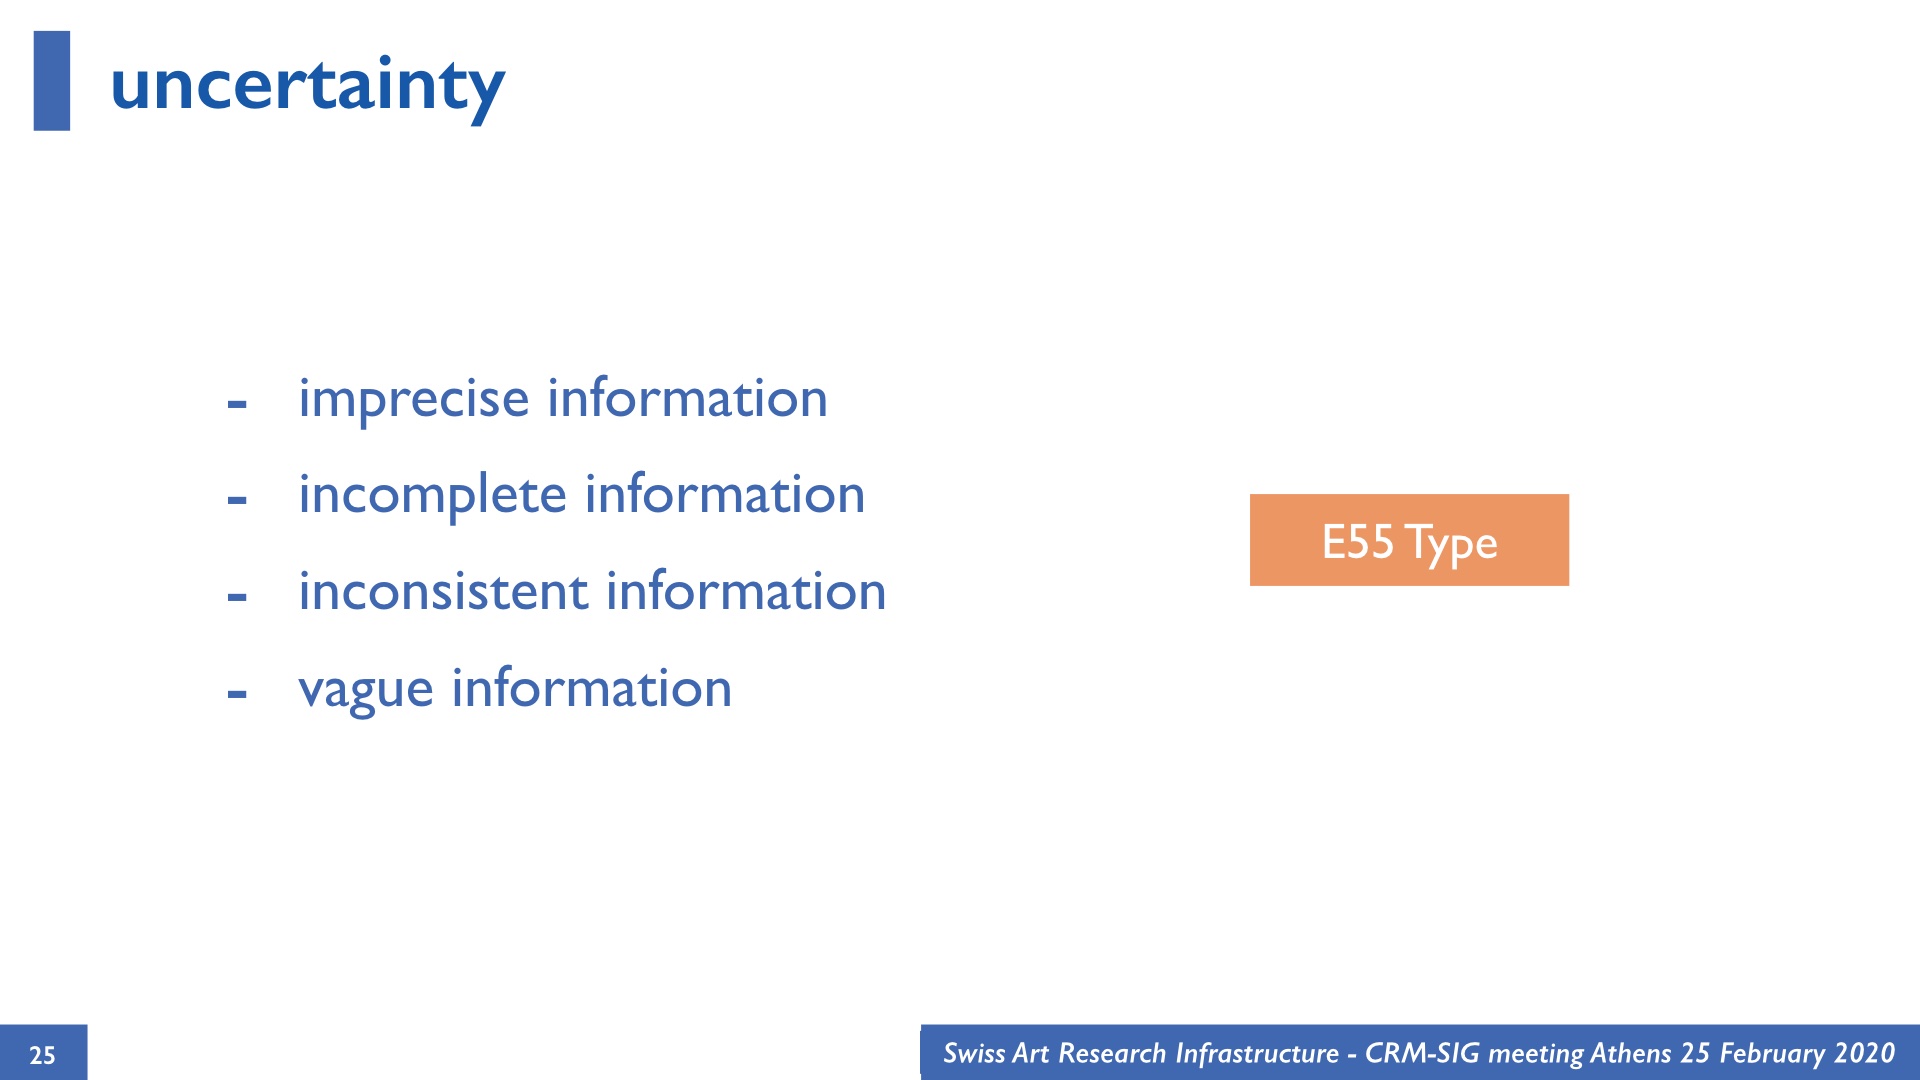 uncertainty
- imprecise information
- incomplete information
- inconsistent information
- vague information
E55 Type
25
Swiss Art Research Infrastructure - CRM-SIG meeting Athens 25 February 2020